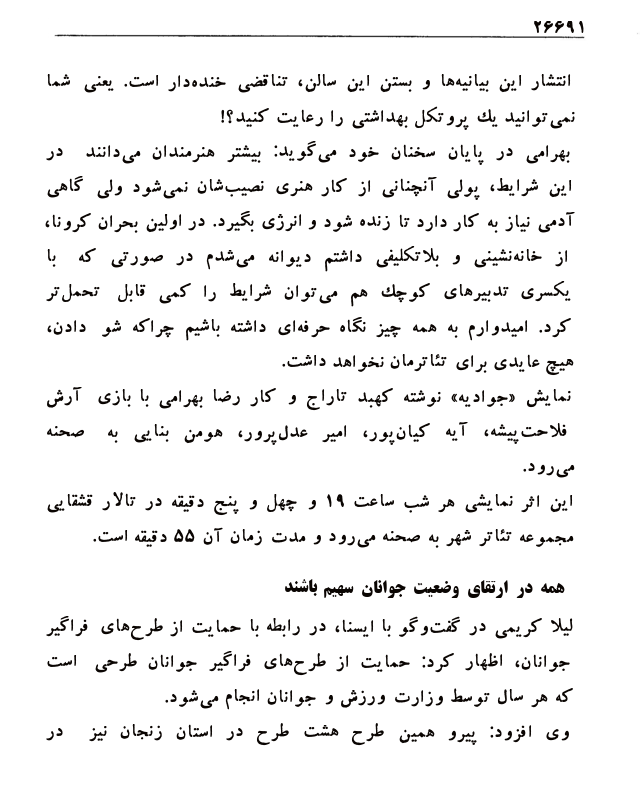 ۲۶۶۹۱
انتشار این بیانیه‌ها و بستن این سالن، تناقضی خنده‌دار است. یعنی شما
نمی‌توانید یك پروتکل بهداشتی را رعایت کنید؟!
بهرامی در پایان سخنان خود می‌گوید: بیشتر هنرمندان می‌دانند در
این شرایط، پولی آنچنانی از کار هنری نصیب‌شان نمی‌شود ولی گاهی
آدمی نیاز به کار دارد تا زنده شود و انرژی بگیرد. در اولین بحران کرونا،
از خانه‌نشینی و بلاتکلیفی داشتم دیوانه می‌شدم در صورتی که با
یکسری تدبیرهای کوچك هم می‌توان شرایط را کمی قابل تحمل‌تر
کرد. امیدوارم به همه چیز نگاه حرفه‌ای داشته باشیم چراکه شو دادن،
هیچ عایدی برای تئاترمان نخواهد داشت.
نمایش «جوادیه» نوشته کهبد تاراج و کار رضا بهرامی با بازی آرش
فلاحت‌پیشه، آیه کیان‌پور، امیر عدل‌پرور، هومن بنایی به صحنه
می‌رود.
این اثر نمایشی هر شب ساعت ۱۹ و چهل و پنج دقیقه در تالار قشقایی
مجموعه تئاتر شهر به صحنه می‌رود و مدت زمان آن ۵۵ دقیقه است.
همه در ارتقای وضعیت جوانان سهیم باشند
لیلا کریمی در گفت‌وگو با ایسنا، در رابطه با حمایت از طرح‌های فراگیر
جوانان، اظهار کرد: حمایت از طرح‌های فراگیر جوانان طرحی است
که هر سال توسط وزارت ورزش و جوانان انجام می‌شود.
وی افزود: پیرو همین طرح هشت طرح در استان زنجان نیز در